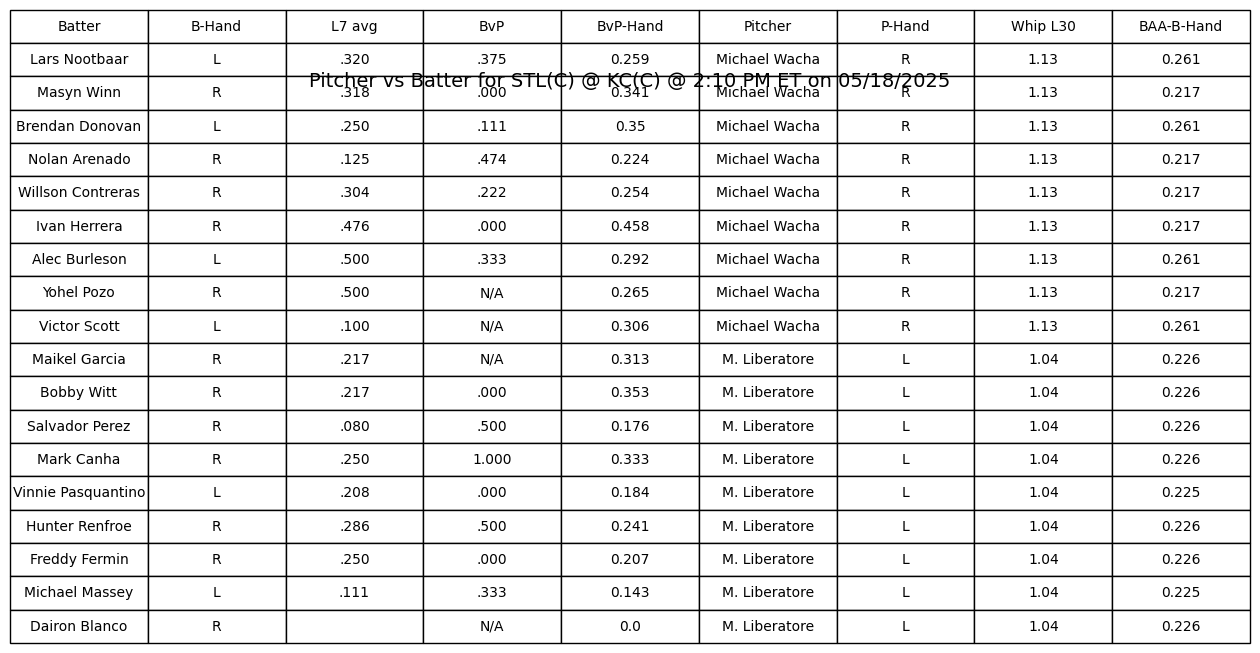 Batter B-Hand L7 avg BvP BvP-Hand Pitcher P-Hand Whip L30 BAA-B-Hand
Lars Nootbaar L .320 .375 0.259 Michael Wacha R 1.13 0.261
Pitcher vs Batter for STL(C) @ KC(C) @ 2:10 PM ET on 05/18/2025
Masyn Winn R .318 .000 0.341 Michael Wacha R 1.13 0.217
Brendan Donovan L .250 .111 0.35 Michael Wacha R 1.13 0.261
Nolan Arenado R .125 .474 0.224 Michael Wacha R 1.13 0.217
Willson Contreras R .304 .222 0.254 Michael Wacha R 1.13 0.217
Ivan Herrera R .476 .000 0.458 Michael Wacha R 1.13 0.217
Alec Burleson L .500 .333 0.292 Michael Wacha R 1.13 0.261
Yohel Pozo R .500 N/A 0.265 Michael Wacha R 1.13 0.217
Victor Scott L .100 N/A 0.306 Michael Wacha R 1.13 0.261
Maikel Garcia R .217 N/A 0.313 M. Liberatore L 1.04 0.226
Bobby Witt R .217 .000 0.353 M. Liberatore L 1.04 0.226
Salvador Perez R .080 .500 0.176 M. Liberatore L 1.04 0.226
Mark Canha R .250 1.000 0.333 M. Liberatore L 1.04 0.226
Vinnie Pasquantino L .208 .000 0.184 M. Liberatore L 1.04 0.225
Hunter Renfroe R .286 .500 0.241 M. Liberatore L 1.04 0.226
Freddy Fermin R .250 .000 0.207 M. Liberatore L 1.04 0.226
Michael Massey L .111 .333 0.143 M. Liberatore L 1.04 0.225
Dairon Blanco R N/A 0.0 M. Liberatore L 1.04 0.226